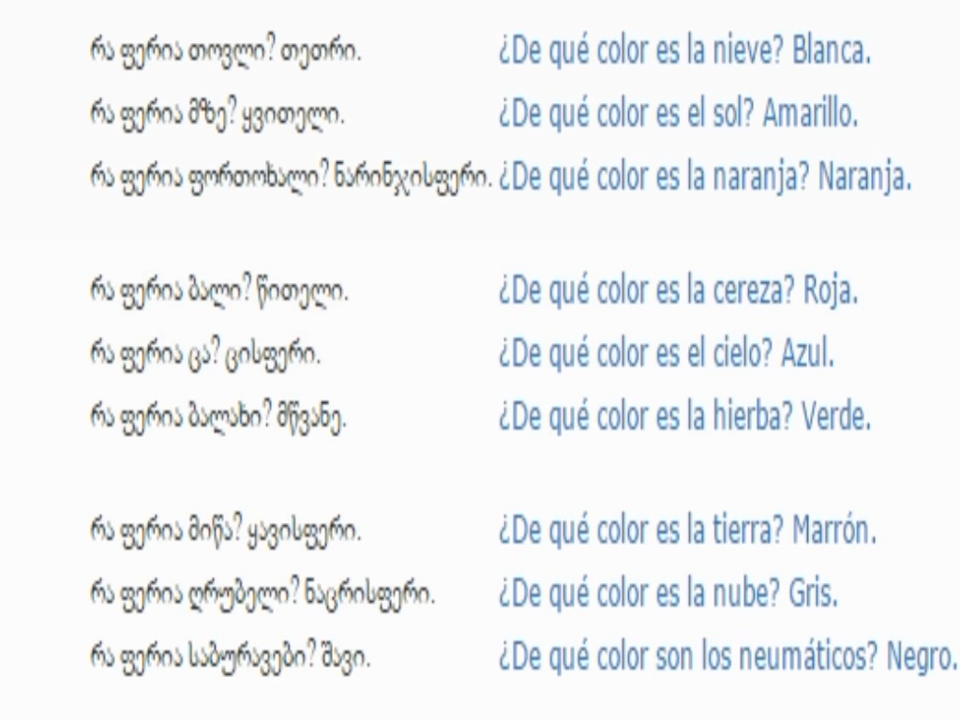 რა ფერია თოვლი? თეთრი. ¿De qué color es la nieve? Blanca.
რა ფერია მზე? ყვითელი. ¿De qué color es el sol? Amarillo.
რა ფერია ფორთოხალი? ნარინჯისფერი. ¿De qué color es la naranja? Naranja.
რა ფერია ბალი? წითელი. ¿De qué color es la cereza? Roja.
რა ფერია ცა? ცისფერი. ¿De qué color es el cielo? Azul.
რა ფერია ბალახი? მწვანე. ¿De qué color es la hierba? Verde.
რა ფერია მიწა? ყავისფერი. ¿De qué color es la tierra? Marrón.
რა ფერია ღრუბელი? ნაცრისფერი. ¿De qué color es la nube? Gris.
რა ფერია საბურავები? შავი. ¿De qué color son los neumáticos? Negro.